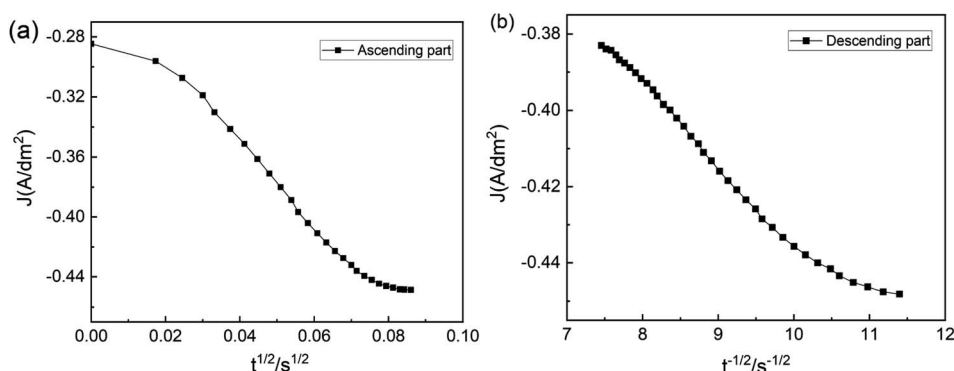 (a)
Ascending part
J(A/dm²)
-0.28
-0.32
-0.36
-0.40
-0.44
0.00 0.02 0.04 0.06 0.08 0.10
t^1/2/s^1/2
(b)
Descending part
J(A/dm²)
-0.38
-0.40
-0.42
-0.44
7 8 9 10 11 12
t^-1/2/s^-1/2